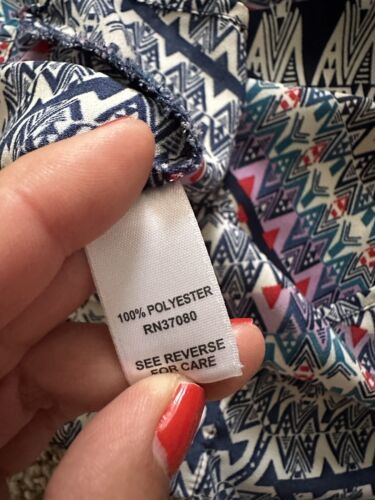 100% POLYESTER
RN37080
SEE REVERSE
FOR CARE